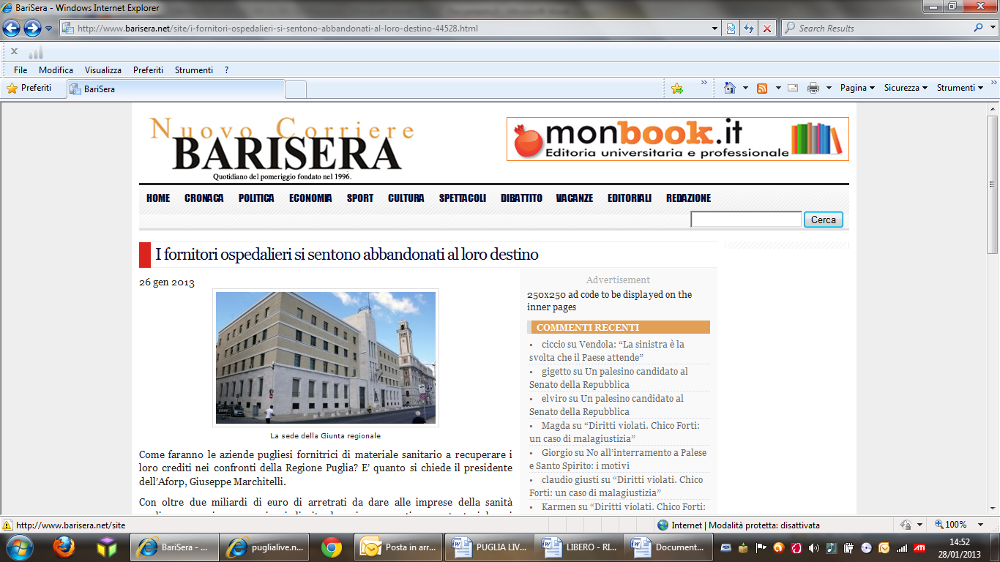 BariSera - Windows Internet Explorer
http://www.barisera.net/site/i-fornitori-ospedalieri-si-sentono-abbandonati-al-loro-destino-44528.html
Search Results
File Modifica Visualizza Preferiti Strumenti ?
Preferiti
BariSera
Pagina Sicurezza Strumenti
Nuovo Corriere
BARISERA
Quotidiano del pomeriggio fondato nel 1996.
monbook.it
Editoria universitaria e professionale
HOME CRONACA POLITICA ECONOMIA SPORT CULTURA SPETTACOLI DIBATTITO VACANZE EDITORIALI REDAZIONE
Cerca
I fornitori ospedalieri si sentono abbandonati al loro destino
26 gen 2013
La sede della Giunta regionale
Come faranno le aziende pugliesi fornitrici di materiale sanitario a recuperare i
loro crediti nei confronti della Regione Puglia? E' quanto si chiede il presidente
dell'Aforp, Giuseppe Marchitelli.
Con oltre due miliardi di euro di arretrati da dare alle imprese della sanità
Advertisement
250x250 ad code to be displayed on the
inner pages
COMMENTI RECENTI
• ciccio su Vendola: “La sinistra è la
svolta che il Paese attende”
• gigetto su Un palesino candidato al
Senato della Repubblica
• elviro su Un palesino candidato al
Senato della Repubblica
• Magda su “Diritti violati. Chico Forti:
un caso di malagiustizia”
• Giorgio su No all'interramento a Palese
e Santo Spirito: i motivi
• claudio giusti su “Diritti violati. Chico
Forti: un caso di malagiustizia”
• Karmen su “Diritti violati. Chico Forti:
http://www.barisera.net/site
Internet | Modalità protetta: disattivata
100%
BariSera - ...
puglialive.n...
Posta in arr...
PUGLIA LIV...
LIBERO - RI...
Document...
ATI
14:52
28/01/2013